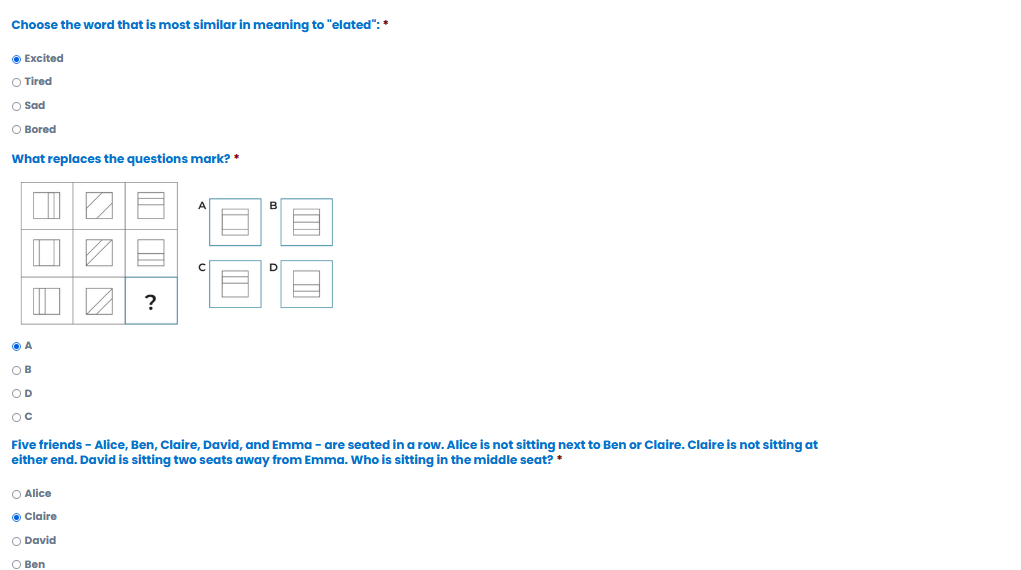 Choose the word that is most similar in meaning to "elated": *
Excited
Tired
Sad
Bored
What replaces the questions mark? *
A B
?
C D
A
B
D
C
Five friends - Alice, Ben, Claire, David, and Emma - are seated in a row. Alice is not sitting next to Ben or Claire. Claire is not sitting at
either end. David is sitting two seats away from Emma. Who is sitting in the middle seat? *
Alice
Claire
David
Ben